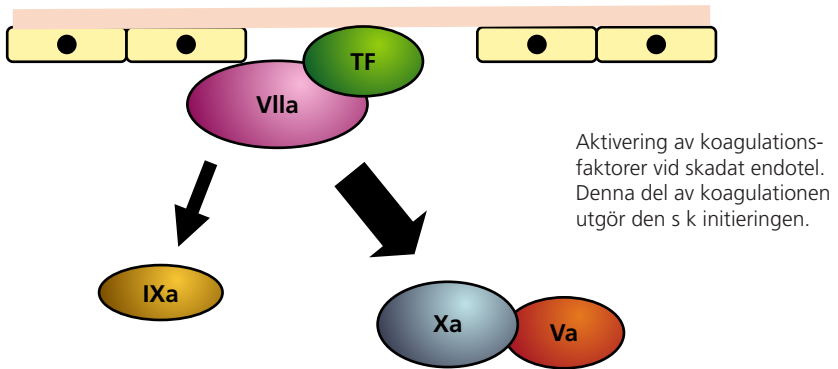 TF
VIIa
Aktivering av koagulations-
faktorer vid skadat endotel.
Denna del av koagulationen
utgör den s k initieringen.
IXa
Xa
Va